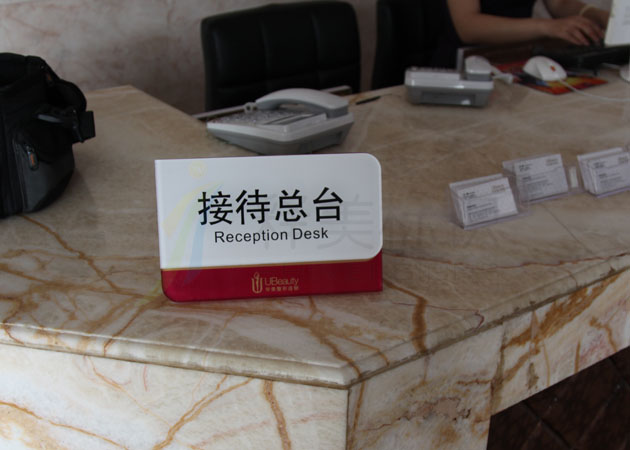 接待总台
Reception Desk
UBeauty